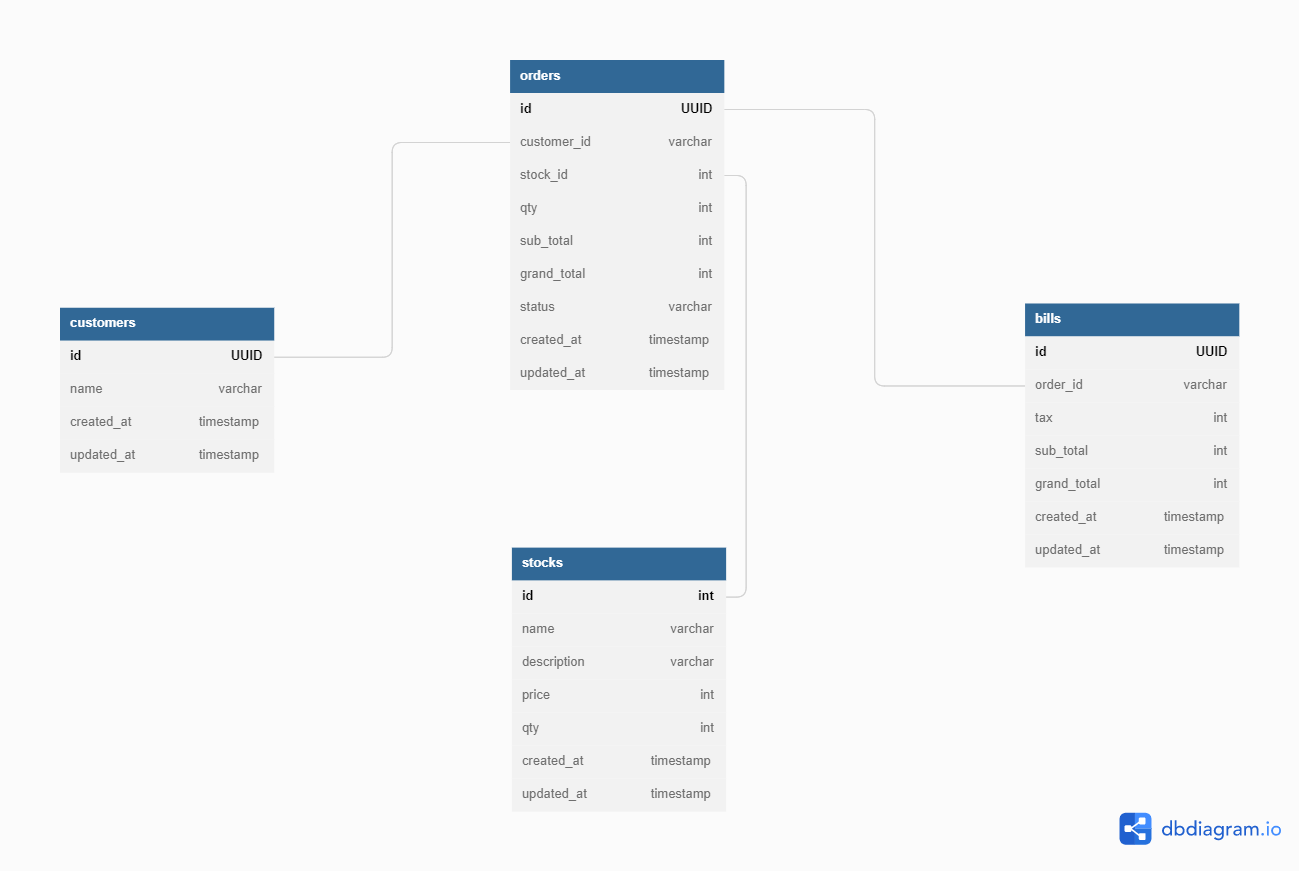 orders
id UUID
customer_id varchar
stock_id int
qty int
sub_total int
grand_total int
status varchar
created_at timestamp
updated_at timestamp
customers
id UUID
name varchar
created_at timestamp
updated_at timestamp
bills
id UUID
order_id varchar
tax int
sub_total int
grand_total int
created_at timestamp
updated_at timestamp
stocks
id int
name varchar
description varchar
price int
qty int
created_at timestamp
updated_at timestamp
dbdiagram.io